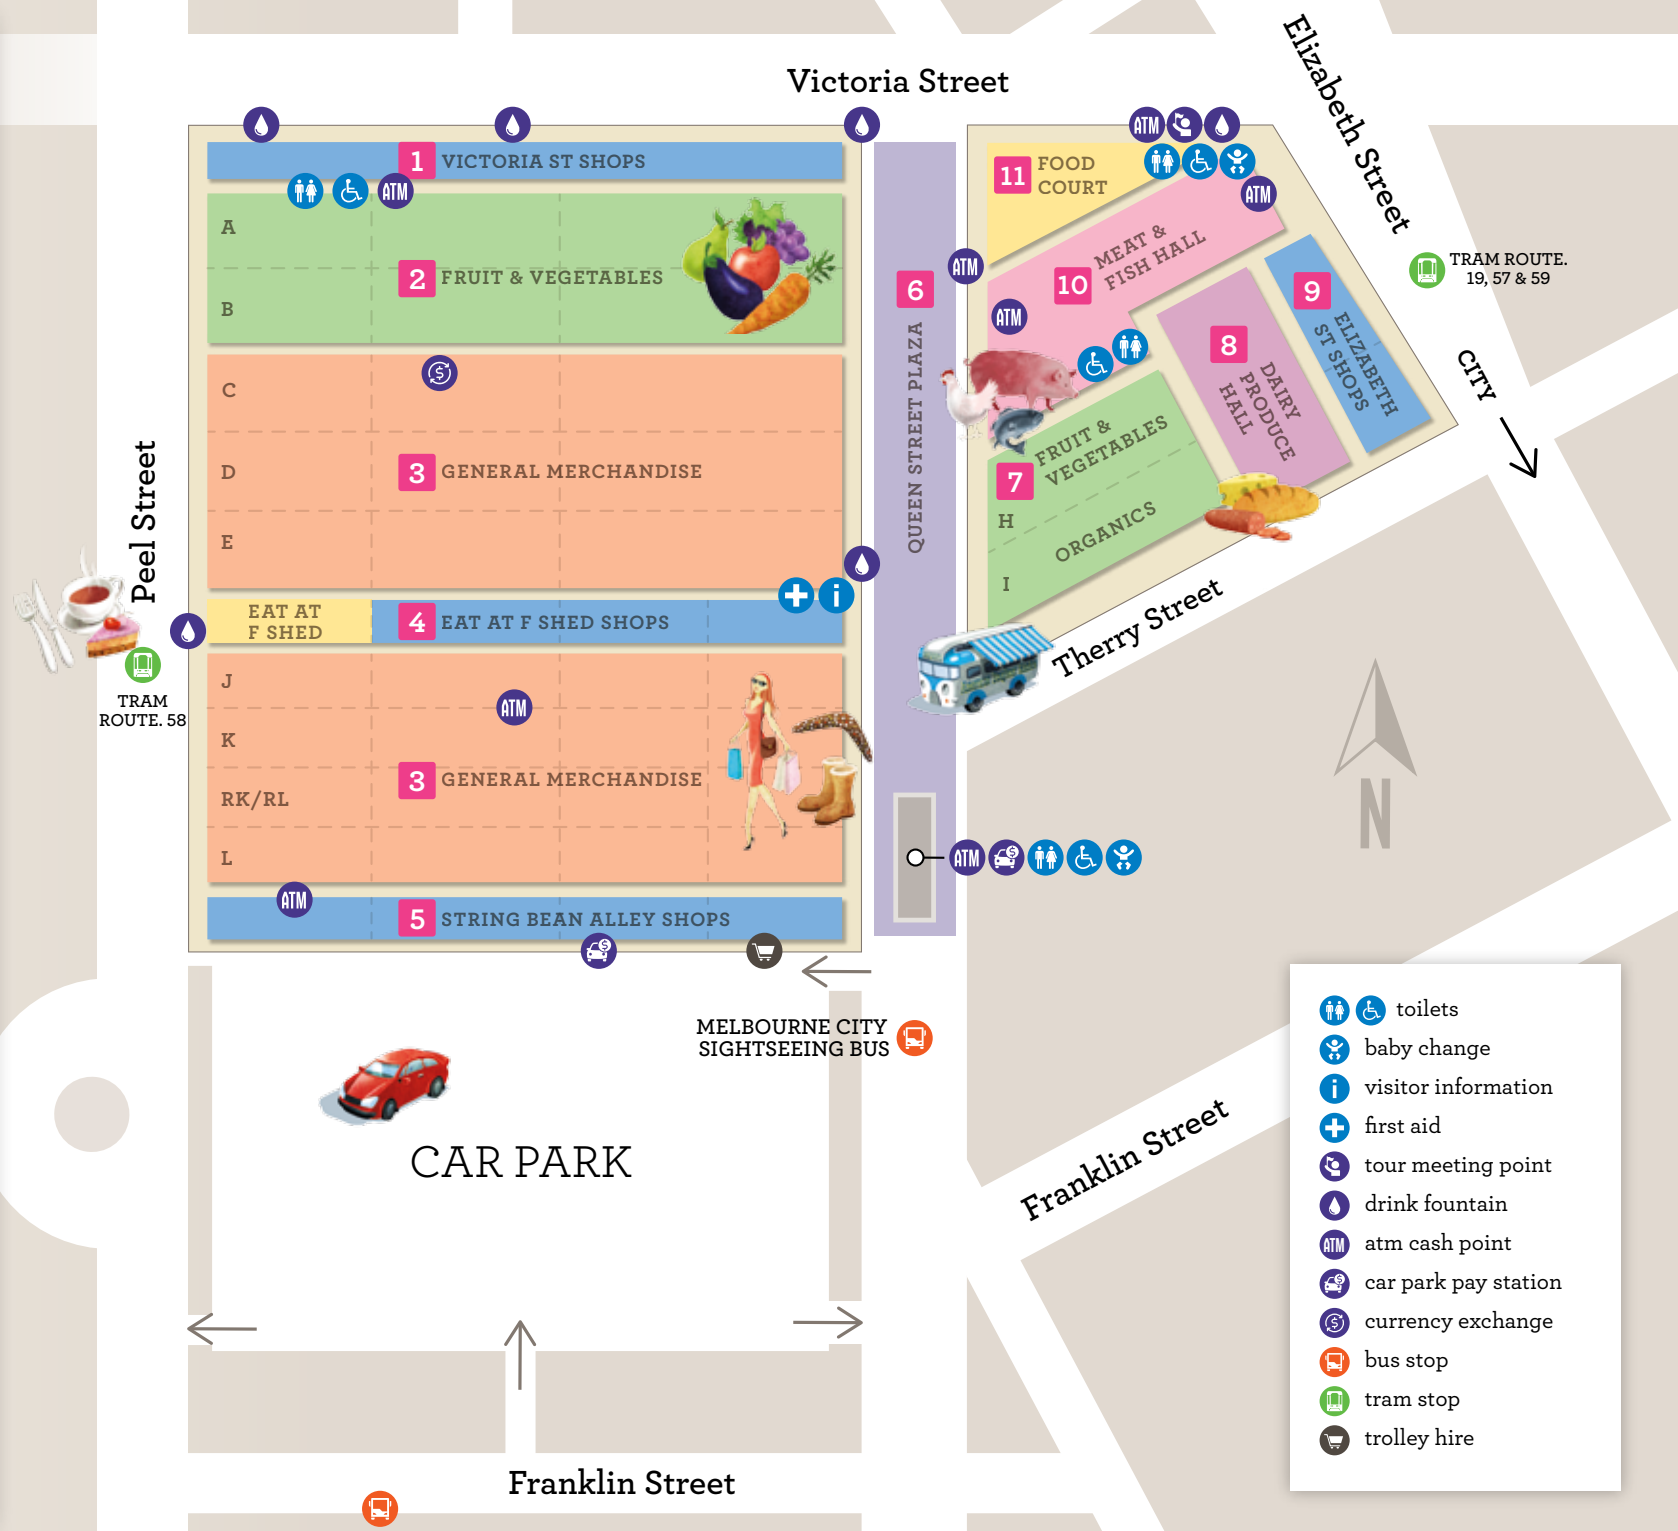 Victoria Street
Elizabeth Street
ATM
1 VICTORIA ST SHOPS
ATM
A
2 FRUIT & VEGETABLES
B
C
D
3 GENERAL MERCHANDISE
E
Peel Street
EAT AT
F SHED
4 EAT AT F SHED SHOPS
i
TRAM
ROUTE. 58
J
ATM
K
3 GENERAL MERCHANDISE
RK/RL
L
ATM
5 STRING BEAN ALLEY SHOPS
6
QUEEN STREET PLAZA
11 FOOD
COURT
ATM
ATM
10 MEAT &
FISH HALL
ATM
9 ELIZABETH
ST SHOPS
8 DAIRY
PRODUCE
HALL
7 FRUIT &
VEGETABLES
H
ORGANICS
I
TRAM ROUTE.
19, 57 & 59
CITY
Therry Street
N
ATM
MELBOURNE CITY
SIGHTSEEING BUS
CAR PARK
Franklin Street
Franklin Street
toilets
baby change
i visitor information
first aid
tour meeting point
drink fountain
ATM atm cash point
car park pay station
currency exchange
bus stop
tram stop
trolley hire